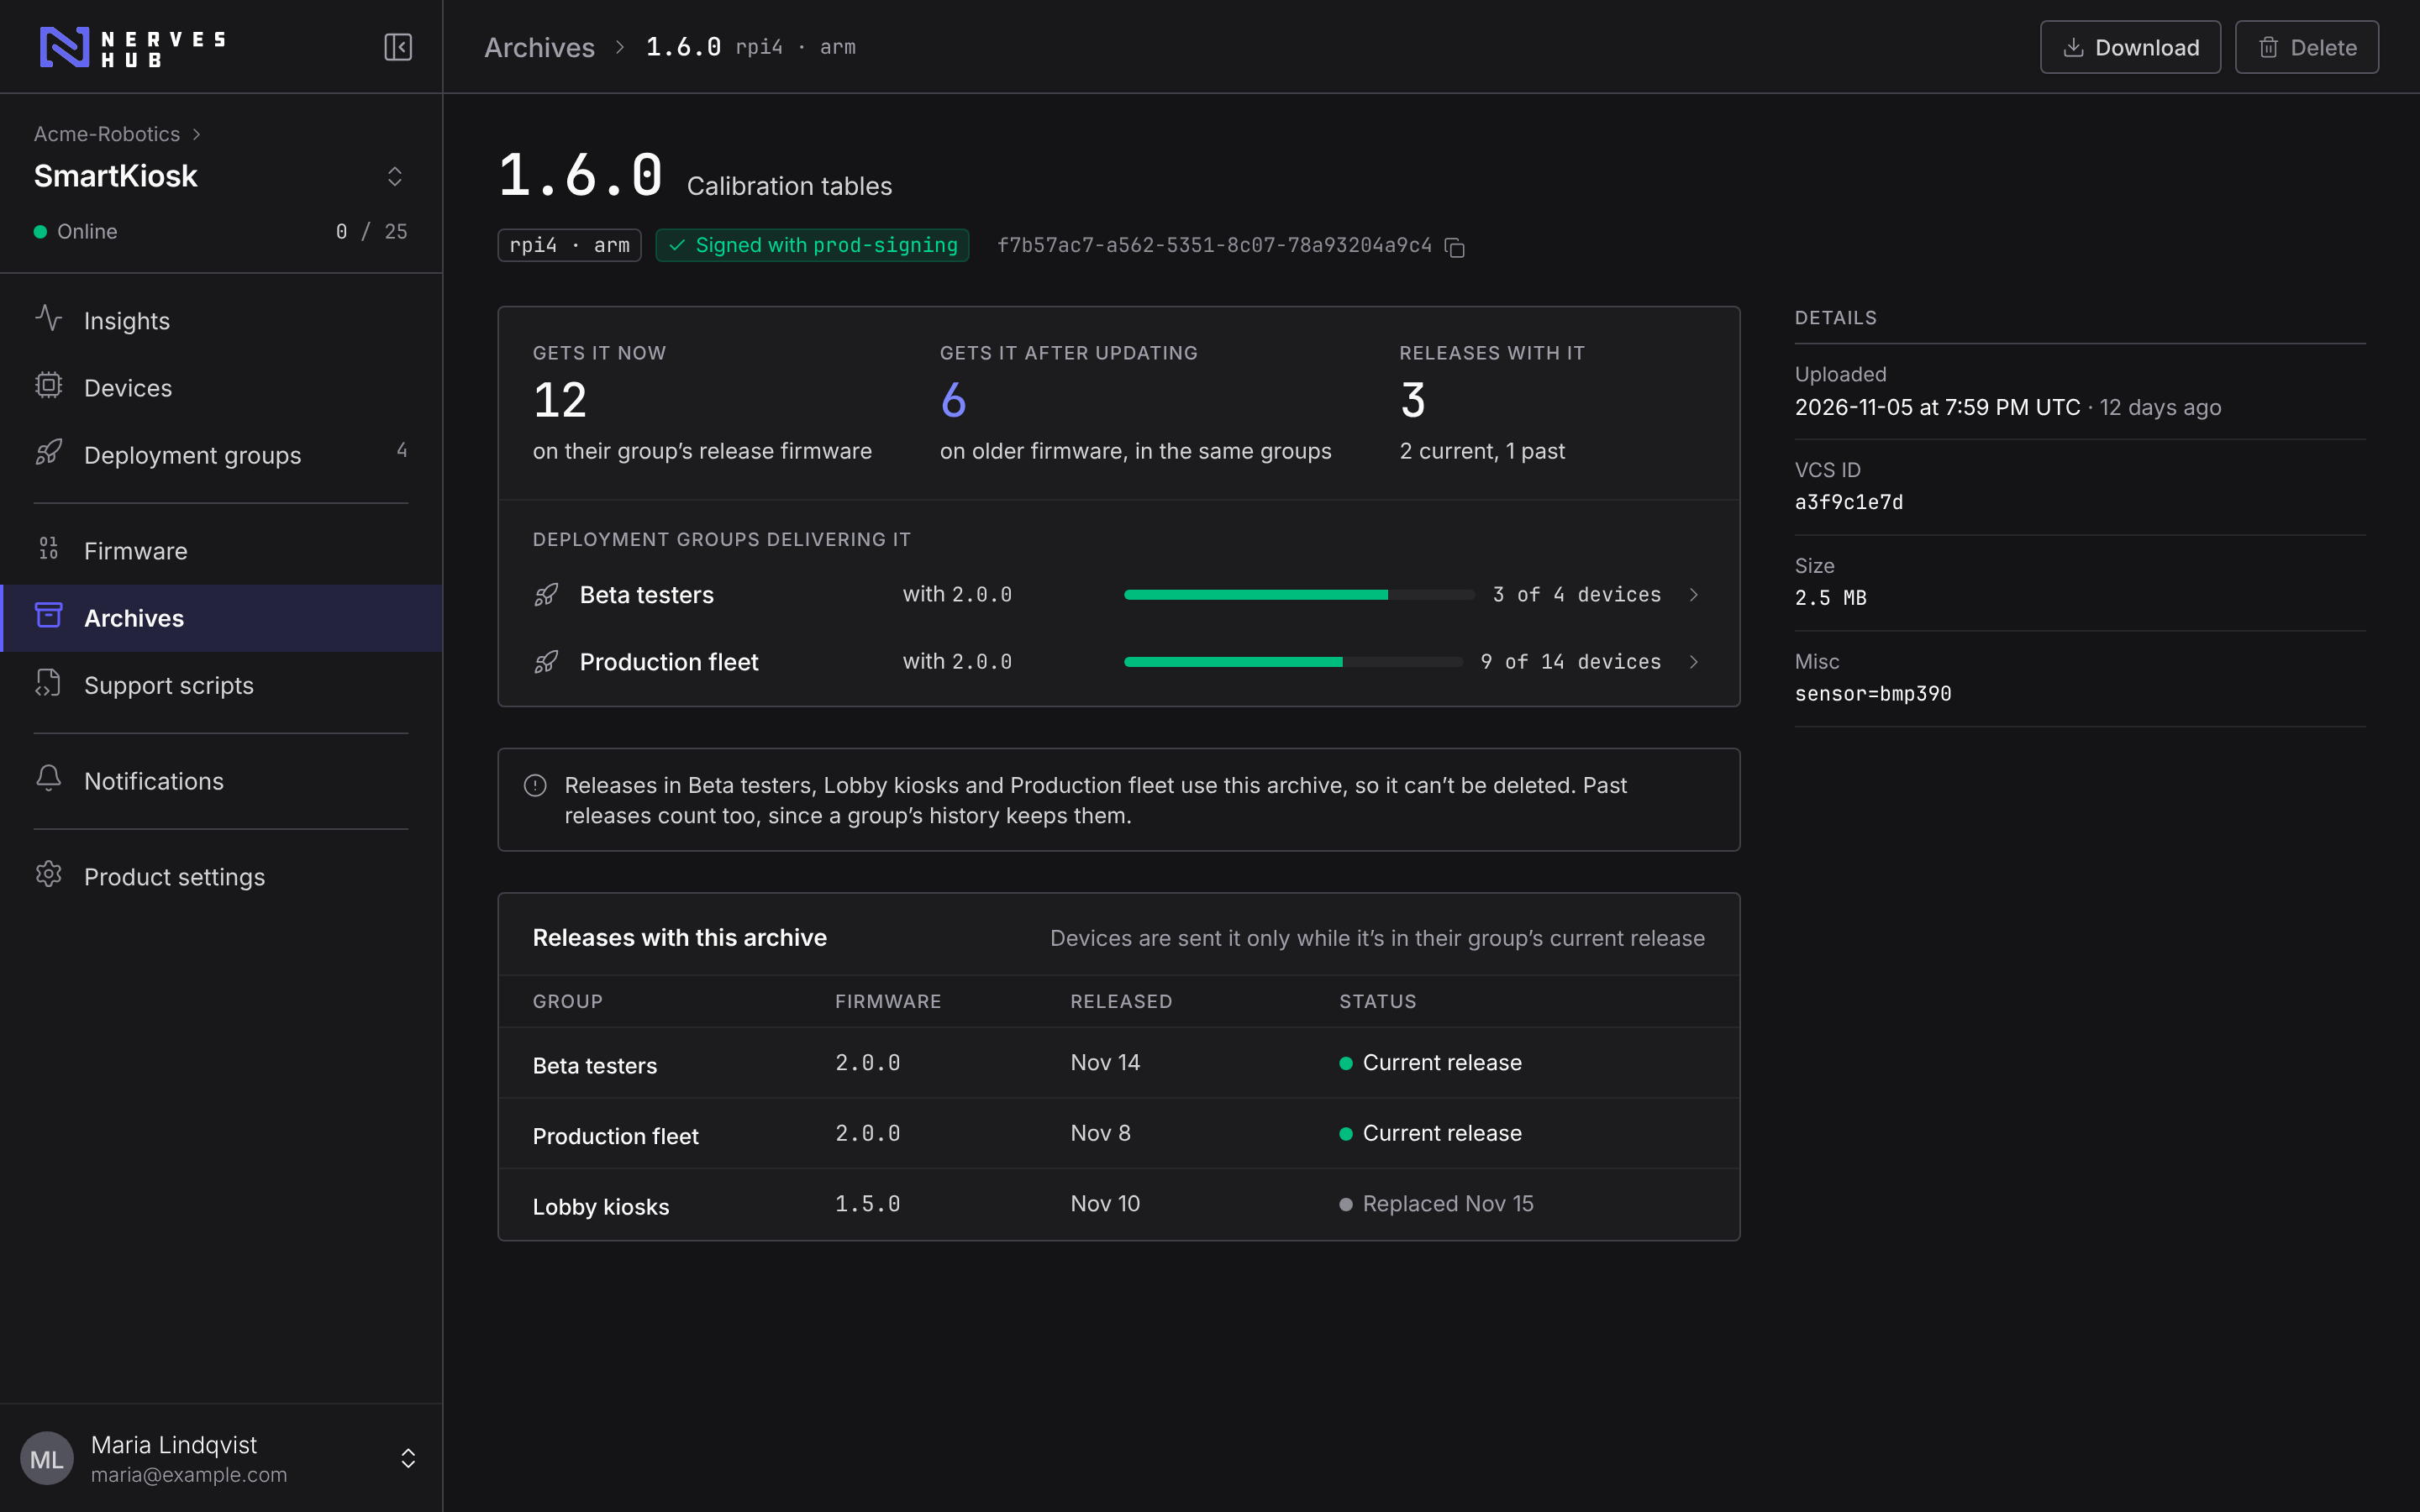 NERVES
HUB
Acme-Robotics
SmartKiosk
Online
0 / 25
Insights
Devices
Deployment groups
4
Firmware
Archives
Support scripts
Notifications
Product settings
ML
Maria Lindqvist
maria@example.com
Archives
1.6.0 rpi4 · arm
Download
Delete
1.6.0 Calibration tables
rpi4 · arm
Signed with prod-signing
f7b57ac7-a562-5351-8c07-78a93204a9c4
GETS IT NOW
12
on their group’s release firmware
GETS IT AFTER UPDATING
6
on older firmware, in the same groups
RELEASES WITH IT
3
2 current, 1 past
DEPLOYMENT GROUPS DELIVERING IT
Beta testers with 2.0.0 3 of 4 devices
Production fleet with 2.0.0 9 of 14 devices
Releases in Beta testers, Lobby kiosks and Production fleet use this archive, so it can’t be deleted. Past
releases count too, since a group’s history keeps them.
Releases with this archive
Devices are sent it only while it’s in their group’s current release
GROUP FIRMWARE RELEASED STATUS
Beta testers 2.0.0 Nov 14 Current release
Production fleet 2.0.0 Nov 8 Current release
Lobby kiosks 1.5.0 Nov 10 Replaced Nov 15
DETAILS
Uploaded
2026-11-05 at 7:59 PM UTC · 12 days ago
VCS ID
a3f9c1e7d
Size
2.5 MB
Misc
sensor=bmp390